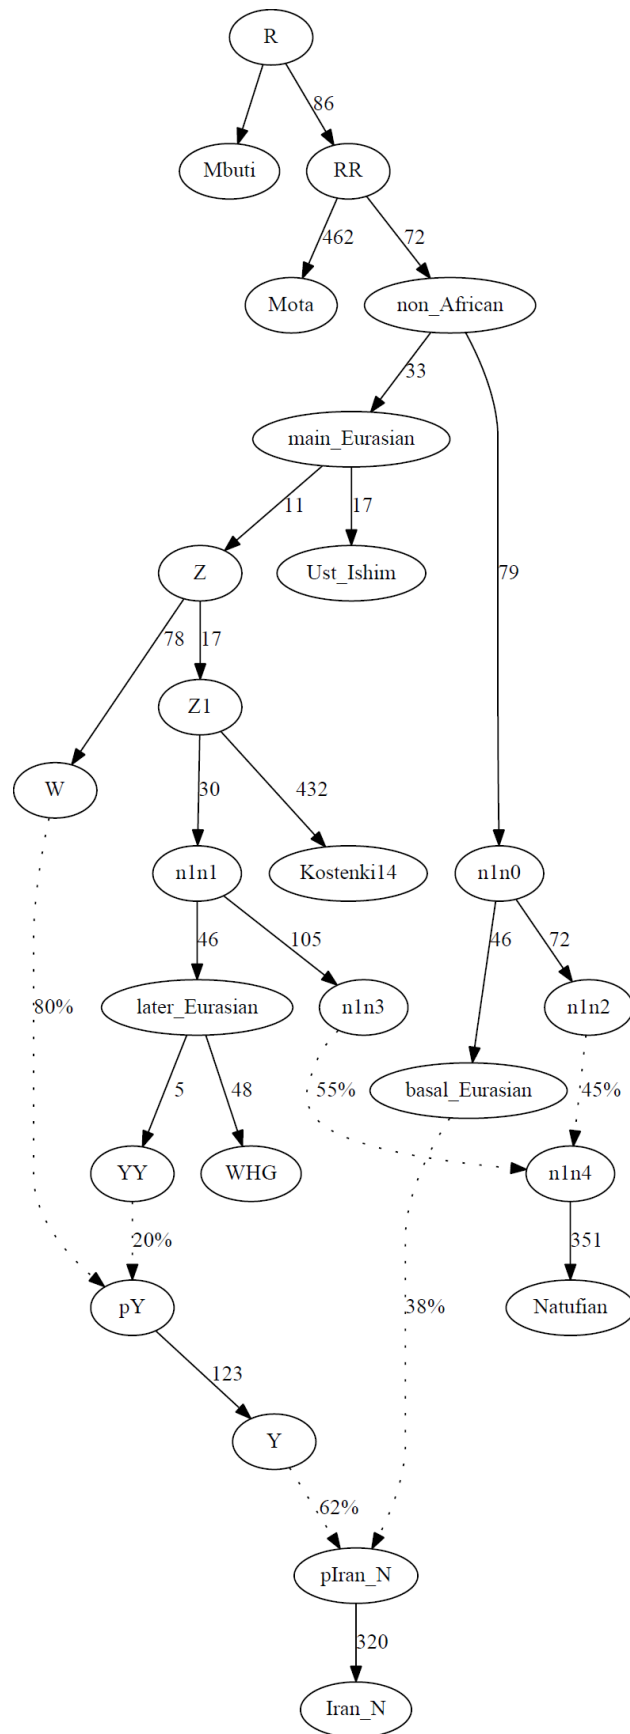 R
86
Mbuti
RR
462
72
Mota
non_African
33
main_Eurasian
11
17
Z
Ust_Ishim
79
78
17
Z1
W
30
432
n1n1
Kostenki14
n1n0
46
105
46
72
80%
later_Eurasian
n1n3
n1n2
5
48
55%
basal_Eurasian
45%
YY
WHG
n1n4
20%
351
pY
38%
Natufian
123
Y
62%
pIran_N
320
Iran_N